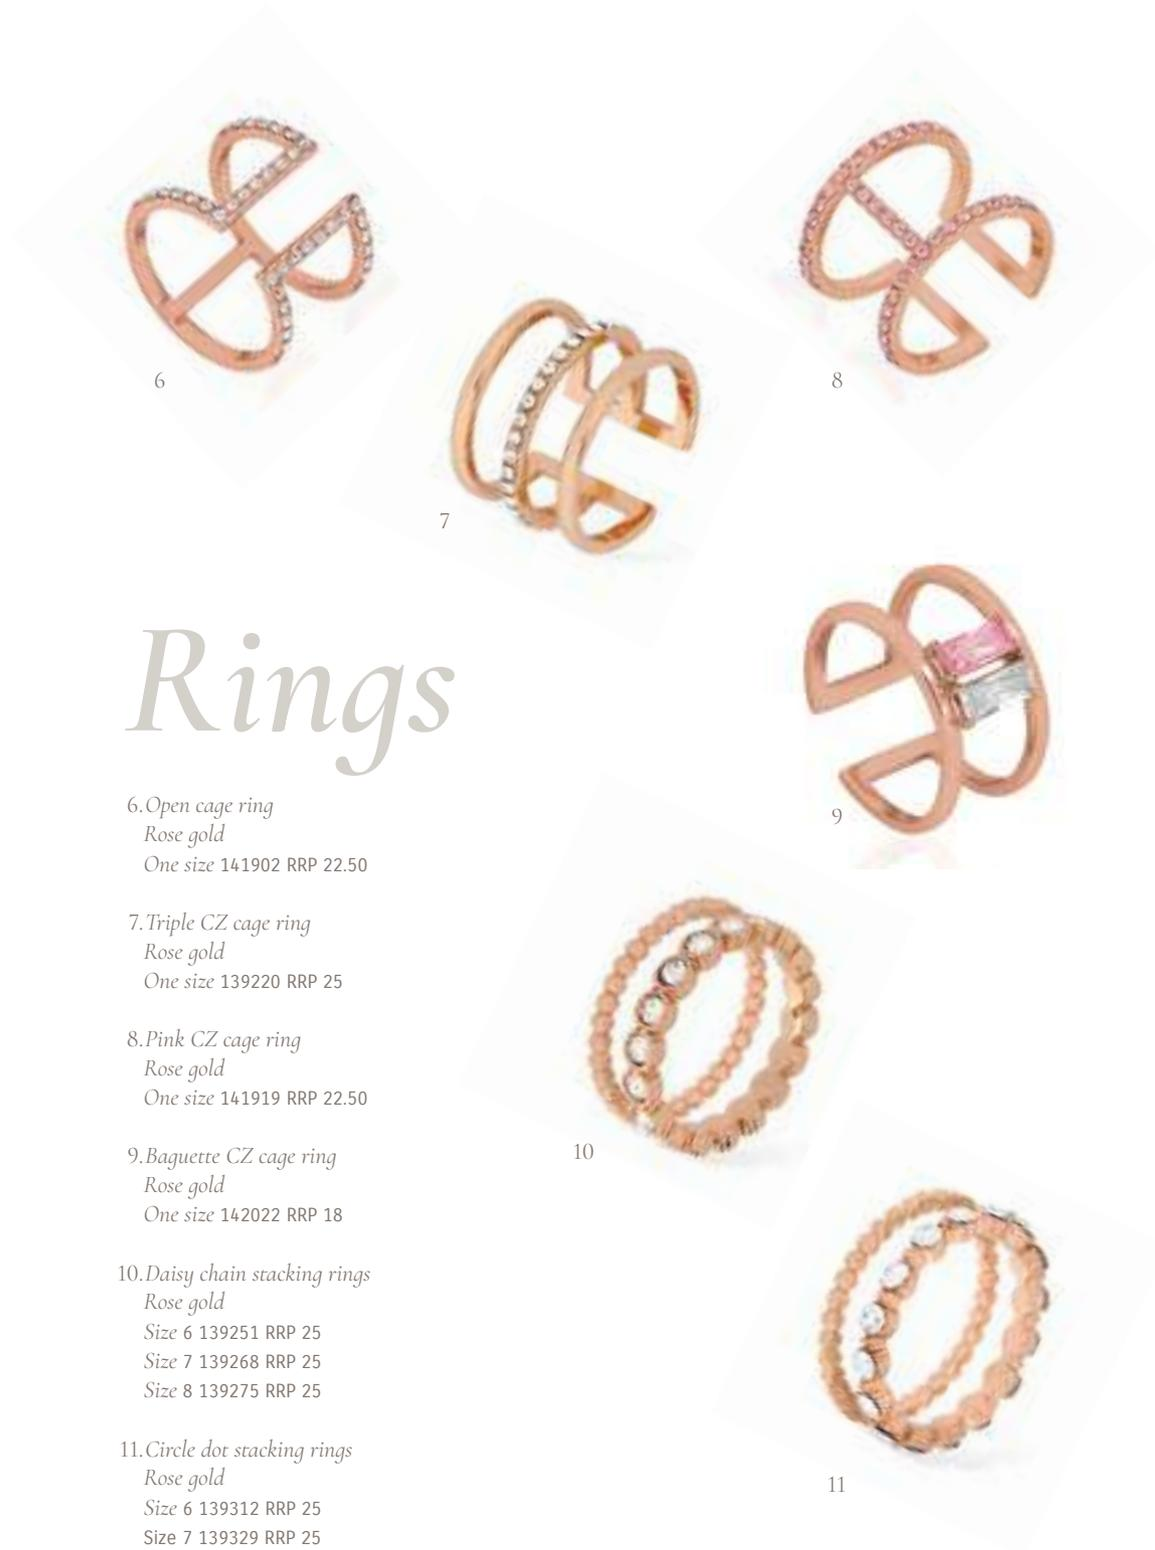 6
8
7
Rings
9
6. Open cage ring
Rose gold
One size 141902 RRP 22.50
7. Triple CZ cage ring
Rose gold
One size 139220 RRP 25
8. Pink CZ cage ring
Rose gold
One size 141919 RRP 22.50
9. Baguette CZ cage ring
Rose gold
One size 142022 RRP 18
10. Daisy chain stacking rings
Rose gold
Size 6 139251 RRP 25
Size 7 139268 RRP 25
Size 8 139275 RRP 25
11. Circle dot stacking rings
Rose gold
Size 6 139312 RRP 25
Size 7 139329 RRP 25
10
11